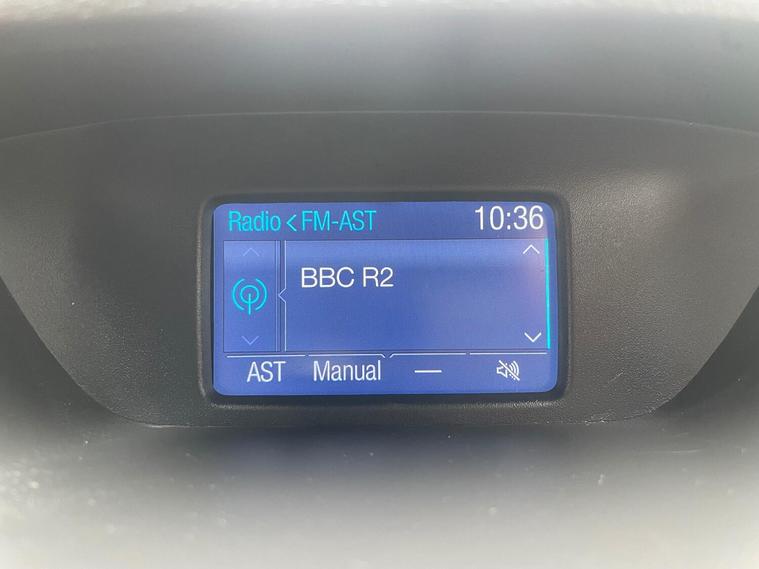 Radio < FM-AST 10:36
BBC R2
AST Manual —